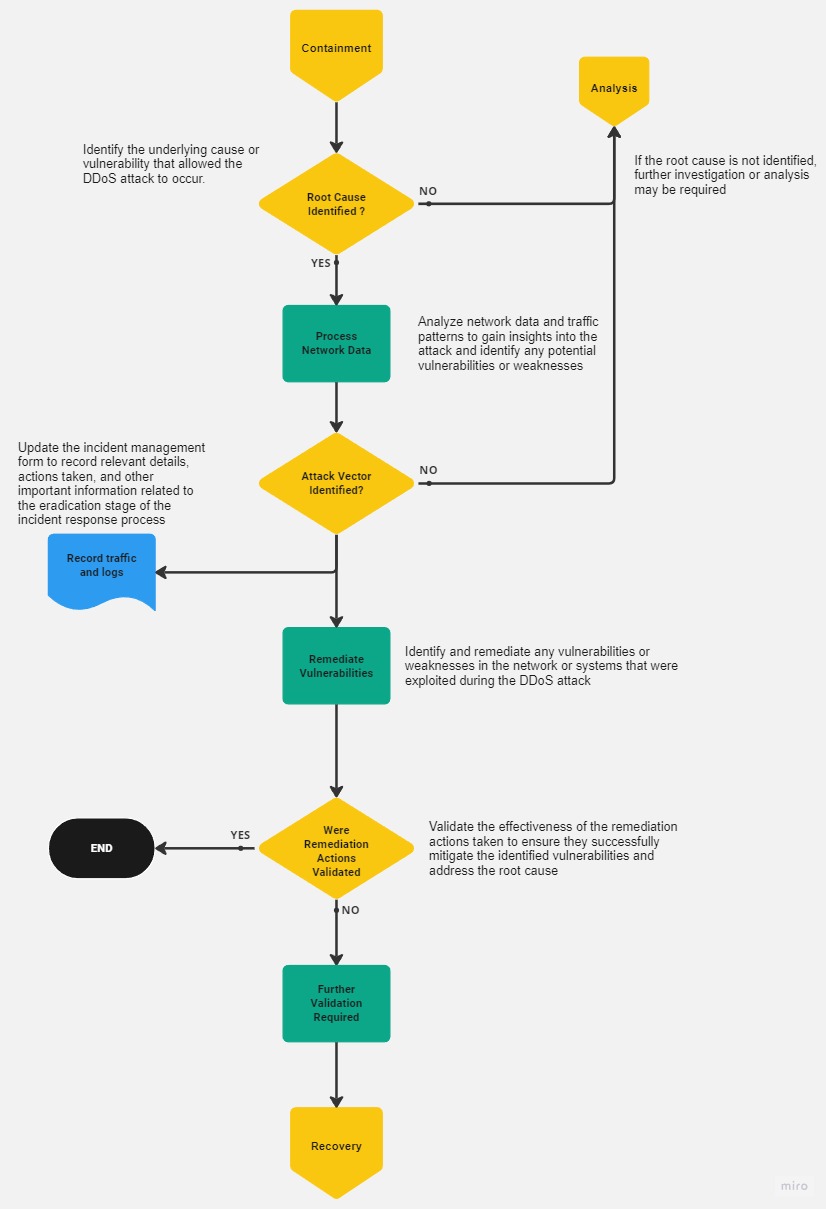 Containment
Analysis
Identify the underlying cause or
vulnerability that allowed the
DDoS attack to occur.
If the root cause is not identified,
further investigation or analysis
may be required
NO
Root Cause
Identified ?
YES
Process
Network Data
Analyze network data and traffic
patterns to gain insights into the
attack and identify any potential
vulnerabilities or weaknesses
Update the incident management
form to record relevant details,
actions taken, and other
important information related to
the eradication stage of the
incident response process
Attack Vector
Identified?
NO
Record traffic
and logs
Remediate
Vulnerabilities
Identify and remediate any vulnerabilities or
weaknesses in the network or systems that were
exploited during the DDoS attack
END
YES
Were
Remediation
Actions
Validated
Validate the effectiveness of the remediation
actions taken to ensure they successfully
mitigate the identified vulnerabilities and
address the root cause
NO
Further
Validation
Required
Recovery
miro